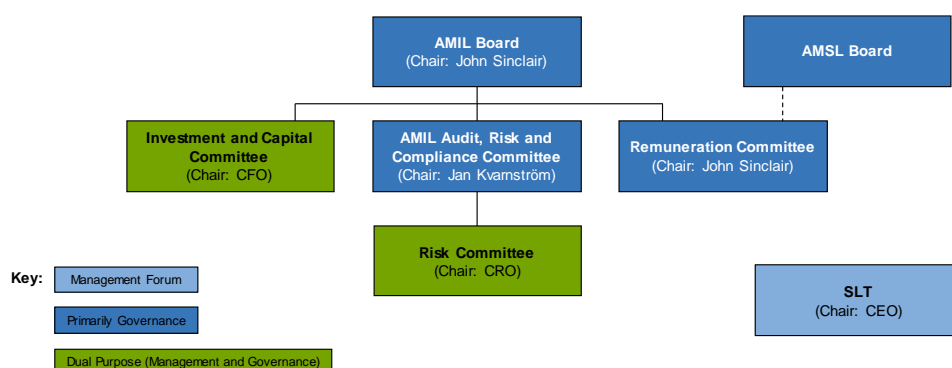 AMIL Board
(Chair: John Sinclair)
AMSL Board
Investment and Capital
Committee
(Chair: CFO)
AMIL Audit, Risk and
Compliance Committee
(Chair: Jan Kvarnström)
Remuneration Committee
(Chair: John Sinclair)
Risk Committee
(Chair: CRO)
Key:
Management Forum
Primarily Governance
Dual Purpose (Management and Governance)
SLT
(Chair: CEO)